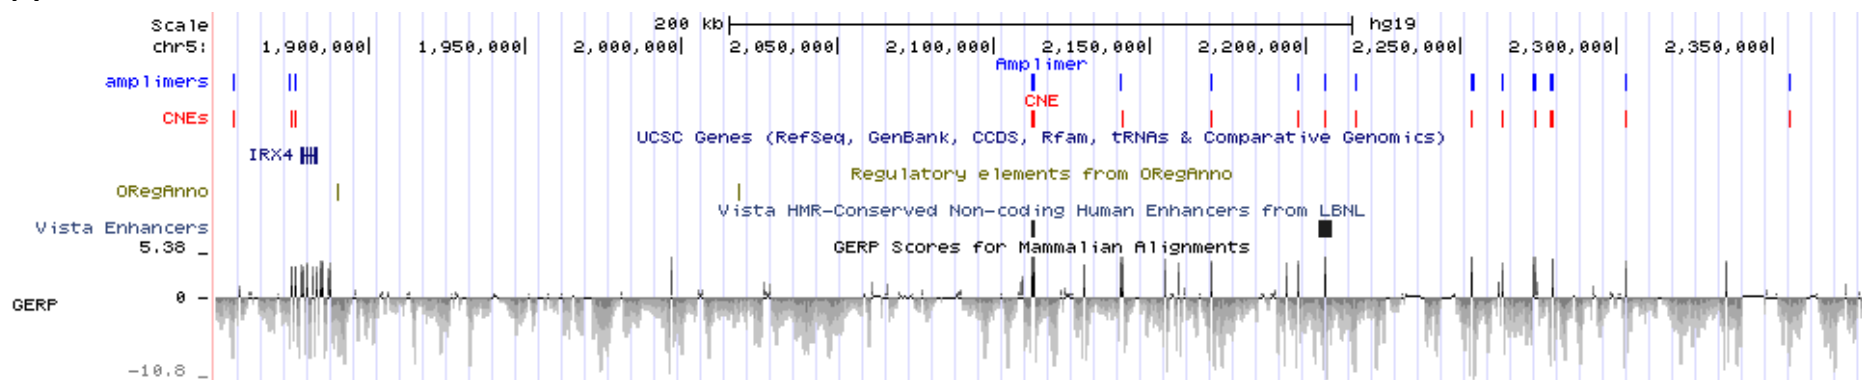 Scale 200 kb hg19
chr5: 1,900,000 1,950,000 2,000,000 2,050,000 2,100,000 2,150,000 2,200,000 2,250,000 2,300,000 2,350,000
Amplimer
amplimers
CNE
CNEs
UCSC Genes (RefSeq, GenBank, CCDS, Rfam, tRNAs & Comparative Genomics)
IRX4
Regulatory elements from ORegAnno
ORegAnno
Vista HMR-Conserved Non-coding Human Enhancers from LBNL
Vista Enhancers
5.38 _ GERP Scores for Mammalian Alignments
0 -
GERP
-10.8 _